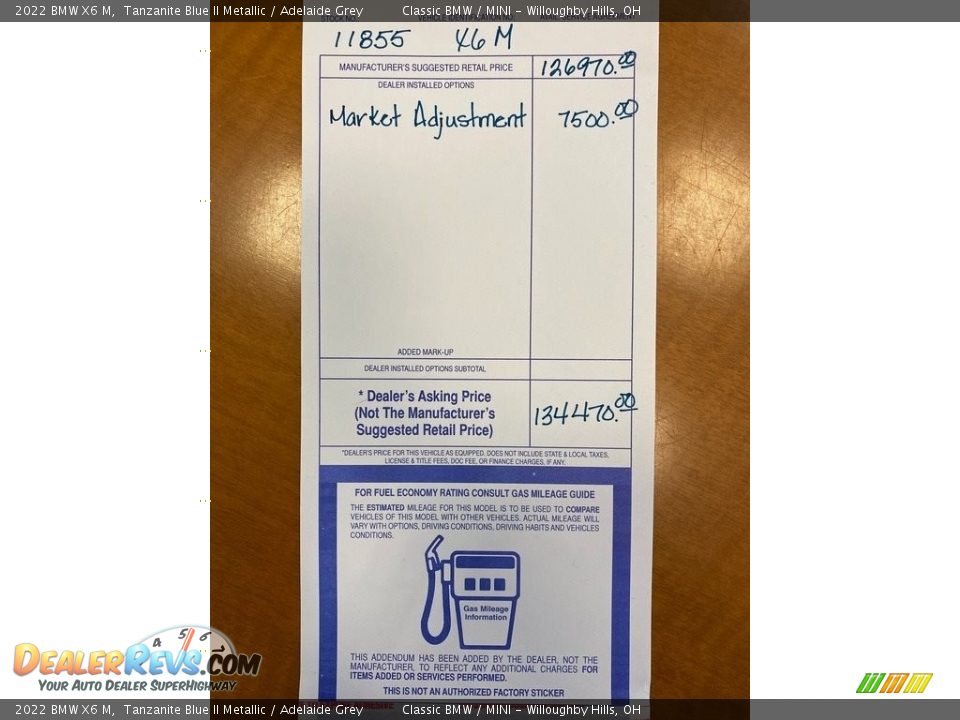 2022 BMW X6 M, Tanzanite Blue II Metallic / Adelaide Grey Classic BMW / MINI - Willoughby Hills, OH
STOCK NO. VEHICLE IDENTIFICATION NO.
11855 X6 M
MANUFACTURER'S SUGGESTED RETAIL PRICE 126970.00
DEALER INSTALLED OPTIONS
Market Adjustment 7500.00
ADDED MARK-UP
DEALER INSTALLED OPTIONS SUBTOTAL
* Dealer's Asking Price
(Not The Manufacturer's
Suggested Retail Price)
134470.00
*DEALER'S PRICE FOR THIS VEHICLE AS EQUIPPED. DOES NOT INCLUDE STATE & LOCAL TAXES,
LICENSE & TITLE FEES, DOC FEE, OR FINANCE CHARGES, IF ANY.
FOR FUEL ECONOMY RATING CONSULT GAS MILEAGE GUIDE
THE ESTIMATED MILEAGE FOR THIS MODEL IS TO BE USED TO COMPARE
VEHICLES OF THIS MODEL WITH OTHER VEHICLES. ACTUAL MILEAGE WILL
VARY WITH OPTIONS, DRIVING CONDITIONS, DRIVING HABITS AND VEHICLES
CONDITIONS.
Gas Mileage
Information
THIS ADDENDUM HAS BEEN ADDED BY THE DEALER, NOT THE
MANUFACTURER, TO REFLECT ANY ADDITIONAL CHARGES FOR
ITEMS ADDED OR SERVICES PERFORMED.
THIS IS NOT AN AUTHORIZED FACTORY STICKER
4 5 6
DEALERREVS.COM
YOUR AUTO DEALER SUPERHIGHWAY
2022 BMW X6 M, Tanzanite Blue II Metallic / Adelaide Grey Classic BMW / MINI - Willoughby Hills, OH